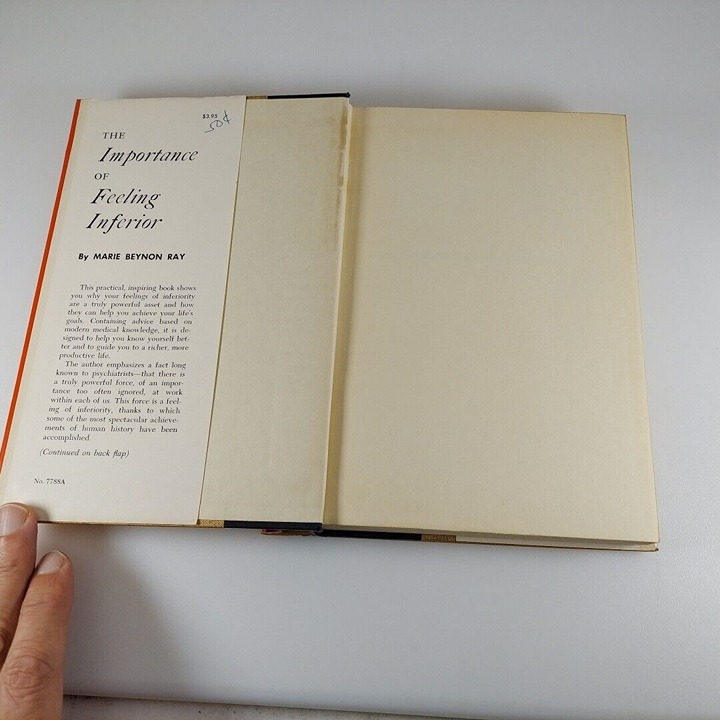 $3.95
50¢
THE
Importance
OF
Feeling
Inferior
By MARIE BEYNON RAY
This practical, inspiring book shows
you why your feelings of inferiority
are a truly powerful asset and how
they can help you achieve your life's
goals. Containing advice based on
modern medical knowledge, it is de-
signed to help you know yourself bet-
ter and to guide you to a richer, more
productive life.
The author emphasizes a fact long
known to psychiatrists—that there is
a truly powerful force, of an impor-
tance too often ignored, at work
within each of us. This force is a feel-
ing of inferiority, thanks to which
some of the most spectacular achieve-
ments of human history have been
accomplished.
(Continued on back flap)
No. 7788A